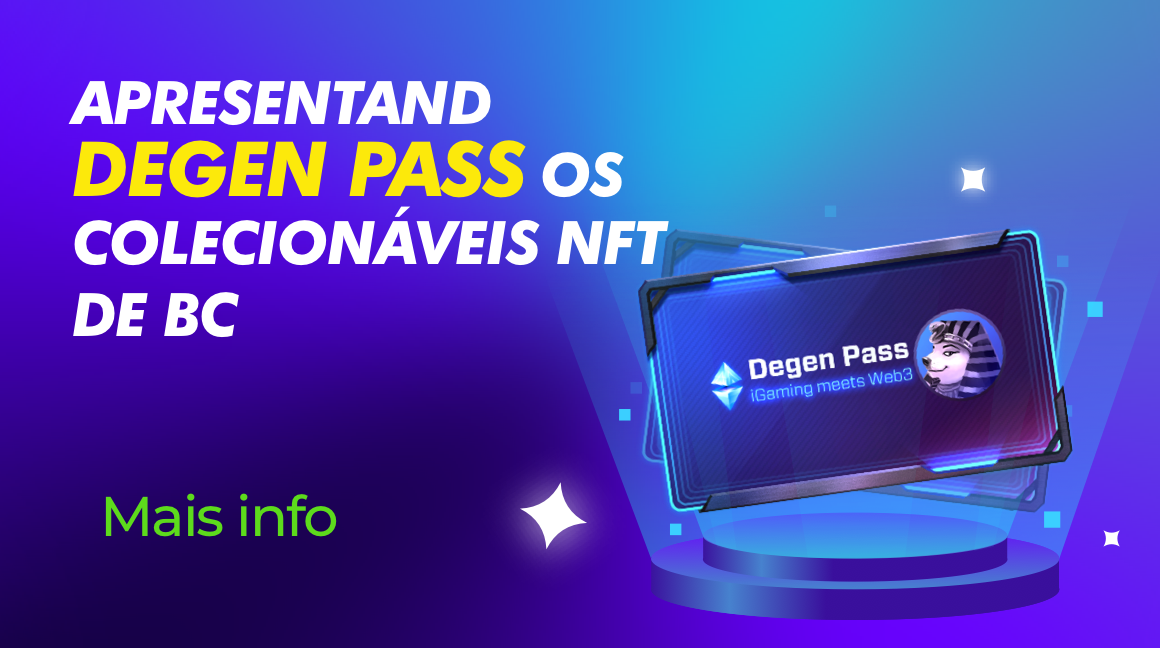 APRESENTAND
DEGEN PASS OS
COLECIONÁVEIS NFT
DE BC
Degen Pass
iGaming meets Web3
Mais info